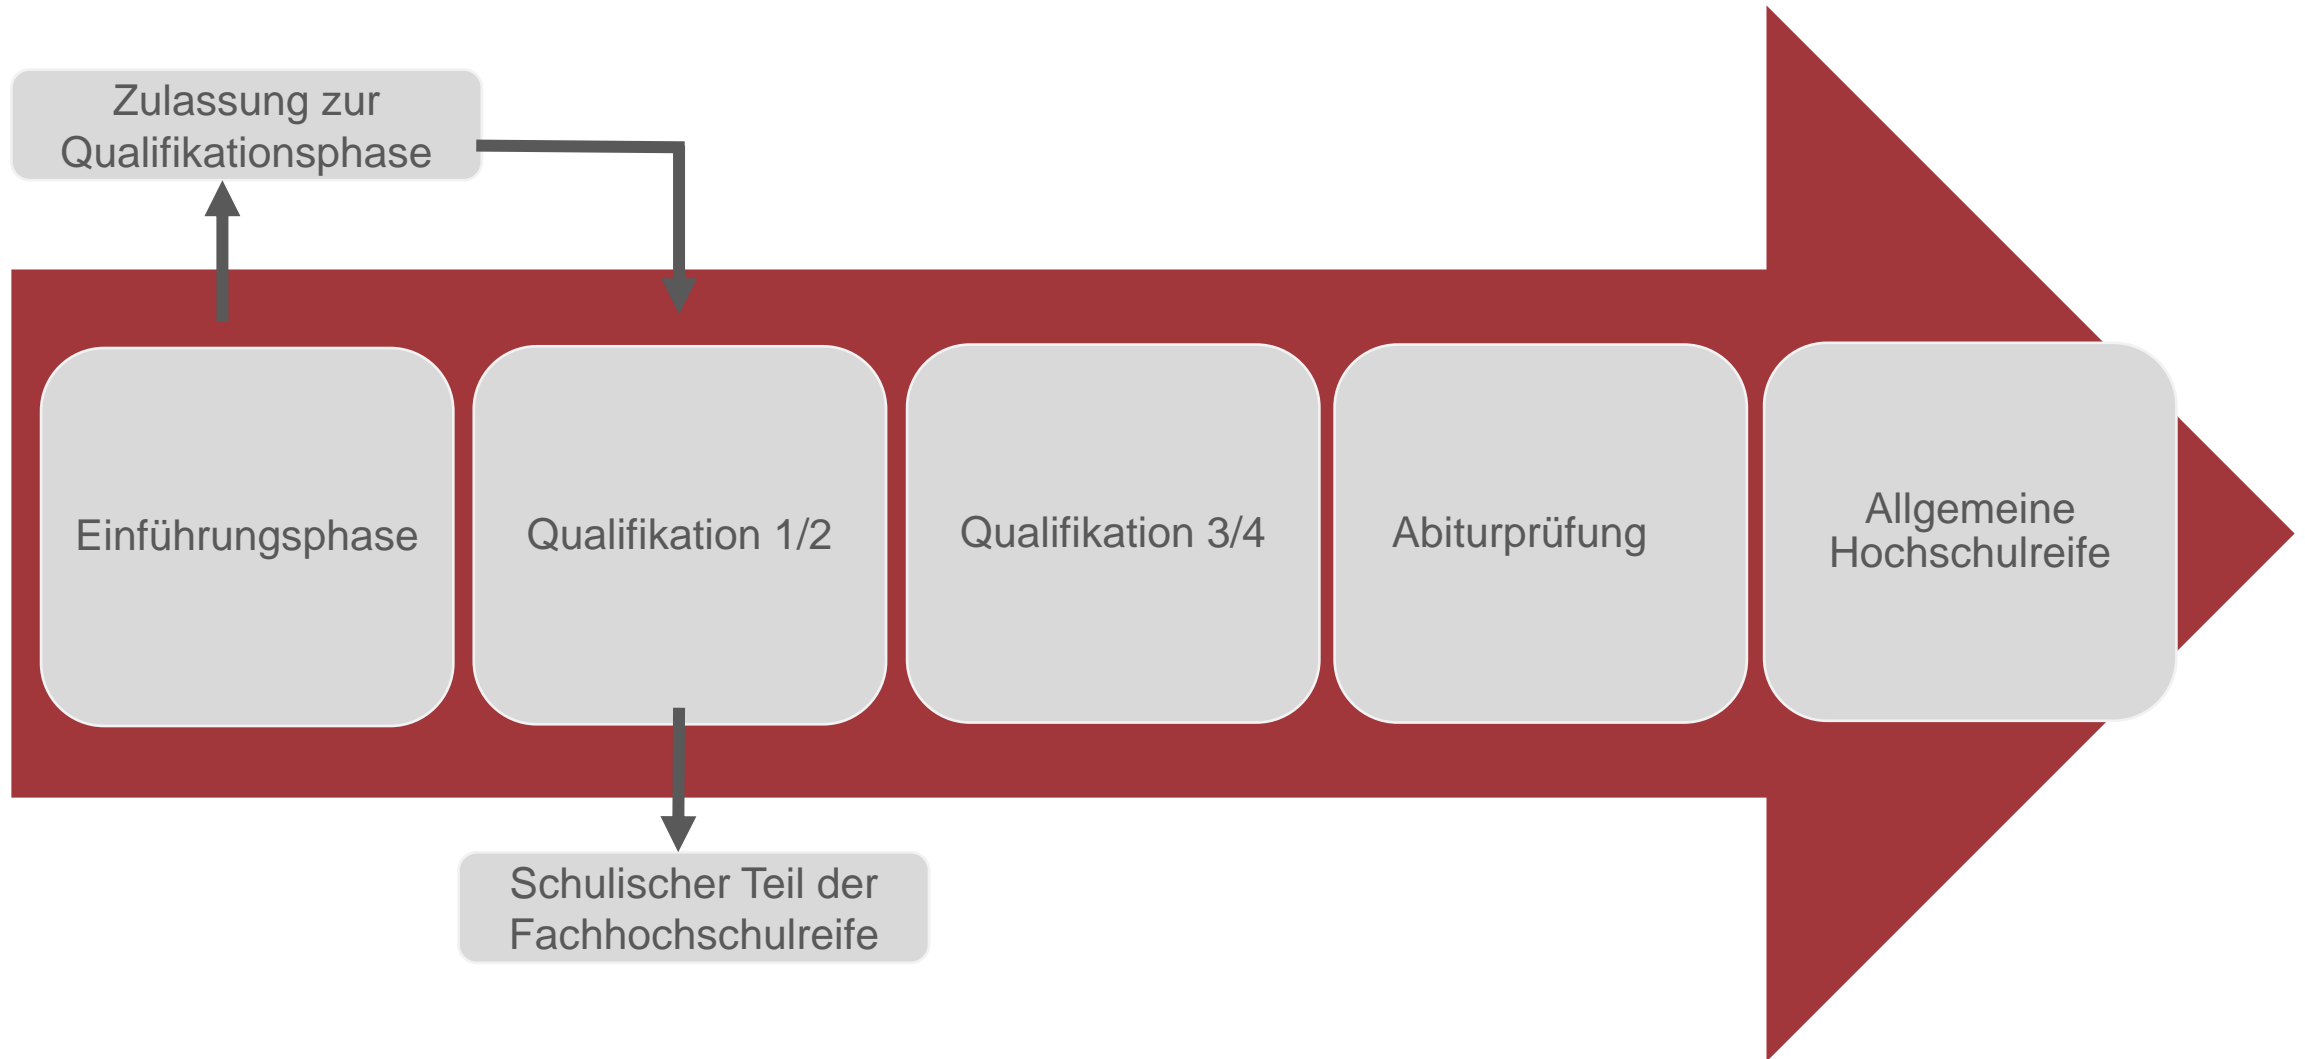 Zulassung zur
Qualifikationsphase
Einführungsphase
Qualifikation 1/2
Qualifikation 3/4
Abiturprüfung
Allgemeine
Hochschulreife
Schulischer Teil der
Fachhochschulreife